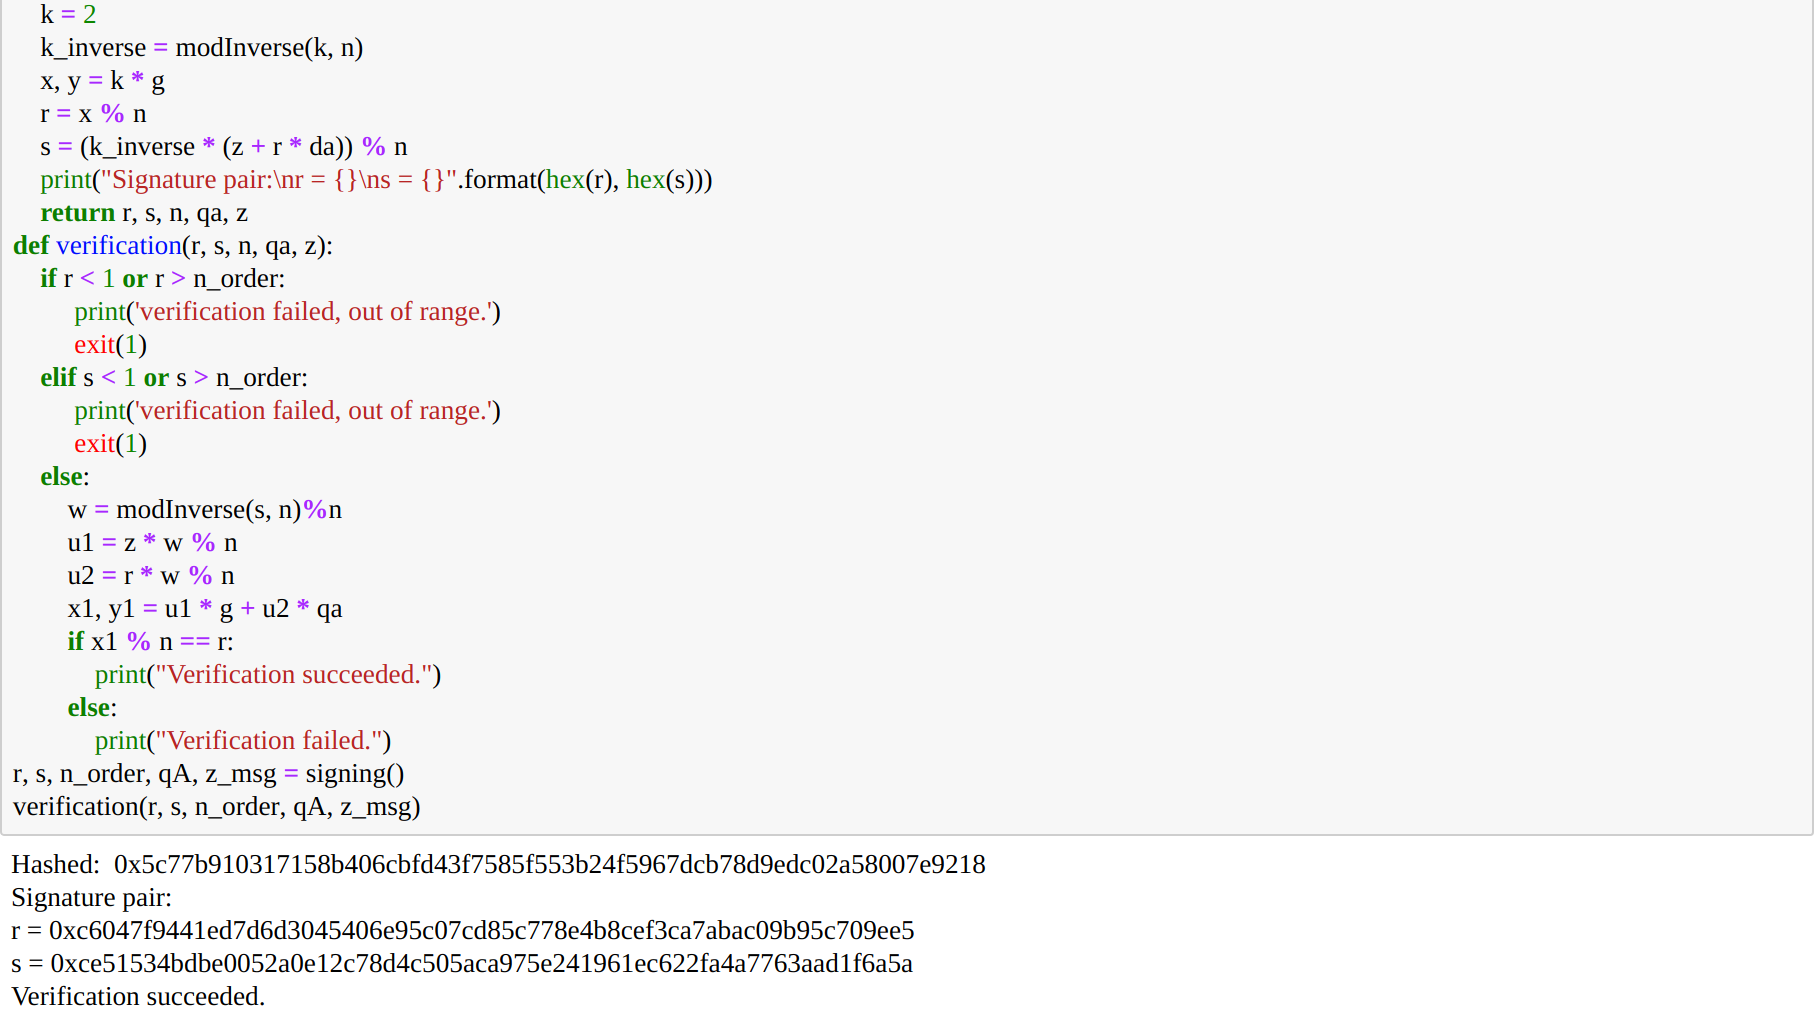 k = 2
k_inverse = modInverse(k, n)
x, y = k * g
r = x % n
s = (k_inverse * (z + r * da)) % n
print("Signature pair:\nr = {}\ns = {}".format(hex(r), hex(s)))
return r, s, n, qa, z
def verification(r, s, n, qa, z):
if r < 1 or r > n_order:
print('verification failed, out of range.')
exit(1)
elif s < 1 or s > n_order:
print('verification failed, out of range.')
exit(1)
else:
w = modInverse(s, n)%n
u1 = z * w % n
u2 = r * w % n
x1, y1 = u1 * g + u2 * qa
if x1 % n == r:
print("Verification succeeded.")
else:
print("Verification failed.")
r, s, n_order, qA, z_msg = signing()
verification(r, s, n_order, qA, z_msg)
Hashed:  0x5c77b910317158b406cbfd43f7585f553b24f5967dcb78d9edc02a58007e9218
Signature pair:
r = 0xc6047f9441ed7d6d3045406e95c07cd85c778e4b8cef3ca7abac09b95c709ee5
s = 0xce51534bdbe0052a0e12c78d4c505aca975e241961ec622fa4a7763aad1f6a5a
Verification succeeded.